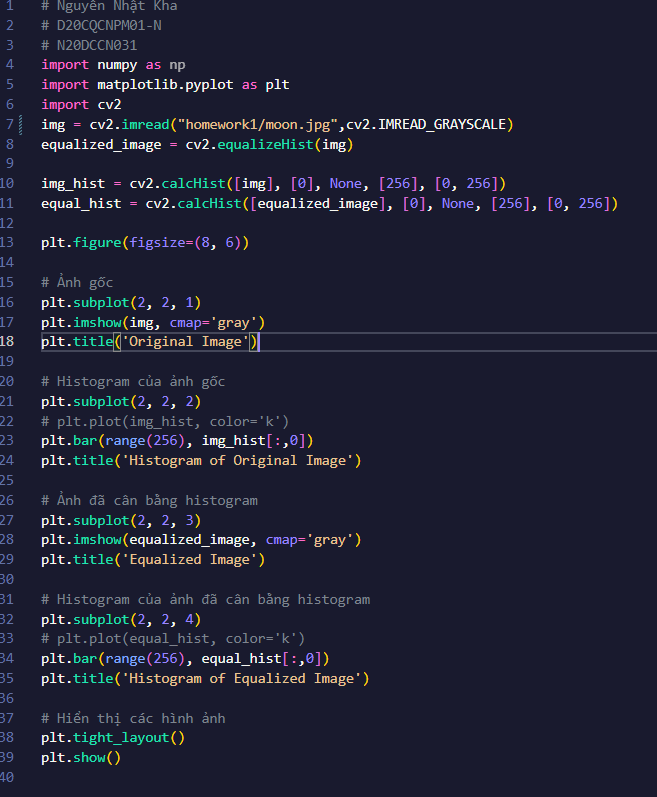 1 # Nguyễn Nhật Kha
2 # D20CQCNPM01-N
3 # N20DCCN031
4 import numpy as np
5 import matplotlib.pyplot as plt
6 import cv2
7 img = cv2.imread("homework1/moon.jpg",cv2.IMREAD_GRAYSCALE)
8 equalized_image = cv2.equalizeHist(img)
9
10 img_hist = cv2.calcHist([img], [0], None, [256], [0, 256])
11 equal_hist = cv2.calcHist([equalized_image], [0], None, [256], [0, 256])
12
13 plt.figure(figsize=(8, 6))
14
15 # Ảnh gốc
16 plt.subplot(2, 2, 1)
17 plt.imshow(img, cmap='gray')
18 plt.title('Original Image')
19
20 # Histogram của ảnh gốc
21 plt.subplot(2, 2, 2)
22 # plt.plot(img_hist, color='k')
23 plt.bar(range(256), img_hist[:,0])
24 plt.title('Histogram of Original Image')
25
26 # Ảnh đã cân bằng histogram
27 plt.subplot(2, 2, 3)
28 plt.imshow(equalized_image, cmap='gray')
29 plt.title('Equalized Image')
30
31 # Histogram của ảnh đã cân bằng histogram
32 plt.subplot(2, 2, 4)
33 # plt.plot(equal_hist, color='k')
34 plt.bar(range(256), equal_hist[:,0])
35 plt.title('Histogram of Equalized Image')
36
37 # Hiển thị các hình ảnh
38 plt.tight_layout()
39 plt.show()
40